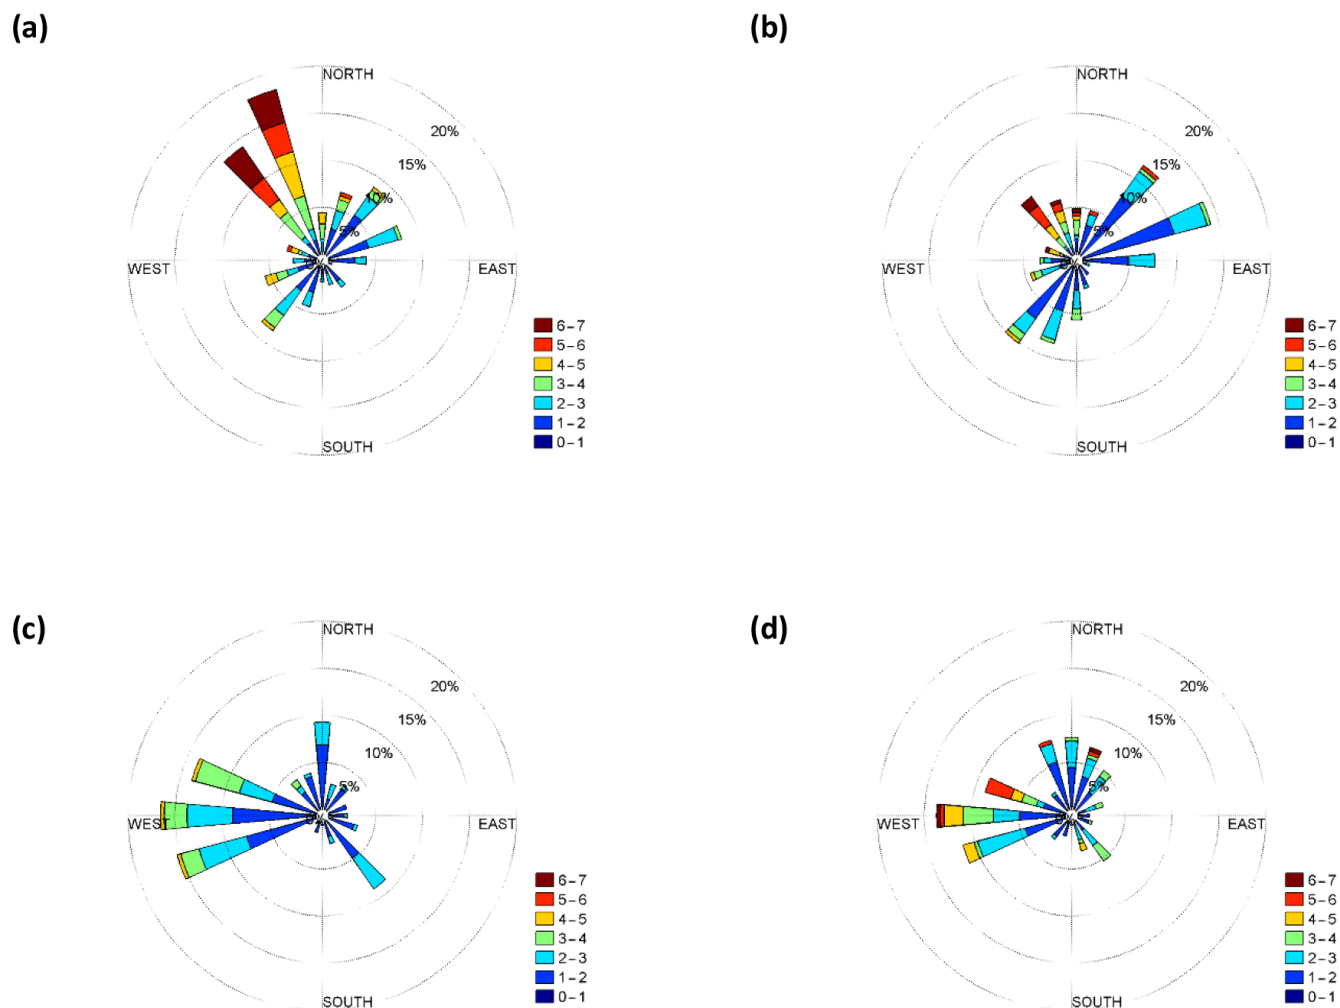 (a)
NORTH
20%
15%
10%
5%
WEST
EAST
SOUTH
6–7
5–6
4–5
3–4
2–3
1–2
0–1
(b)
NORTH
20%
15%
10%
5%
WEST
EAST
SOUTH
6–7
5–6
4–5
3–4
2–3
1–2
0–1
(c)
NORTH
20%
15%
10%
5%
WEST
EAST
SOUTH
6–7
5–6
4–5
3–4
2–3
1–2
0–1
(d)
NORTH
20%
15%
10%
5%
WEST
EAST
SOUTH
6–7
5–6
4–5
3–4
2–3
1–2
0–1